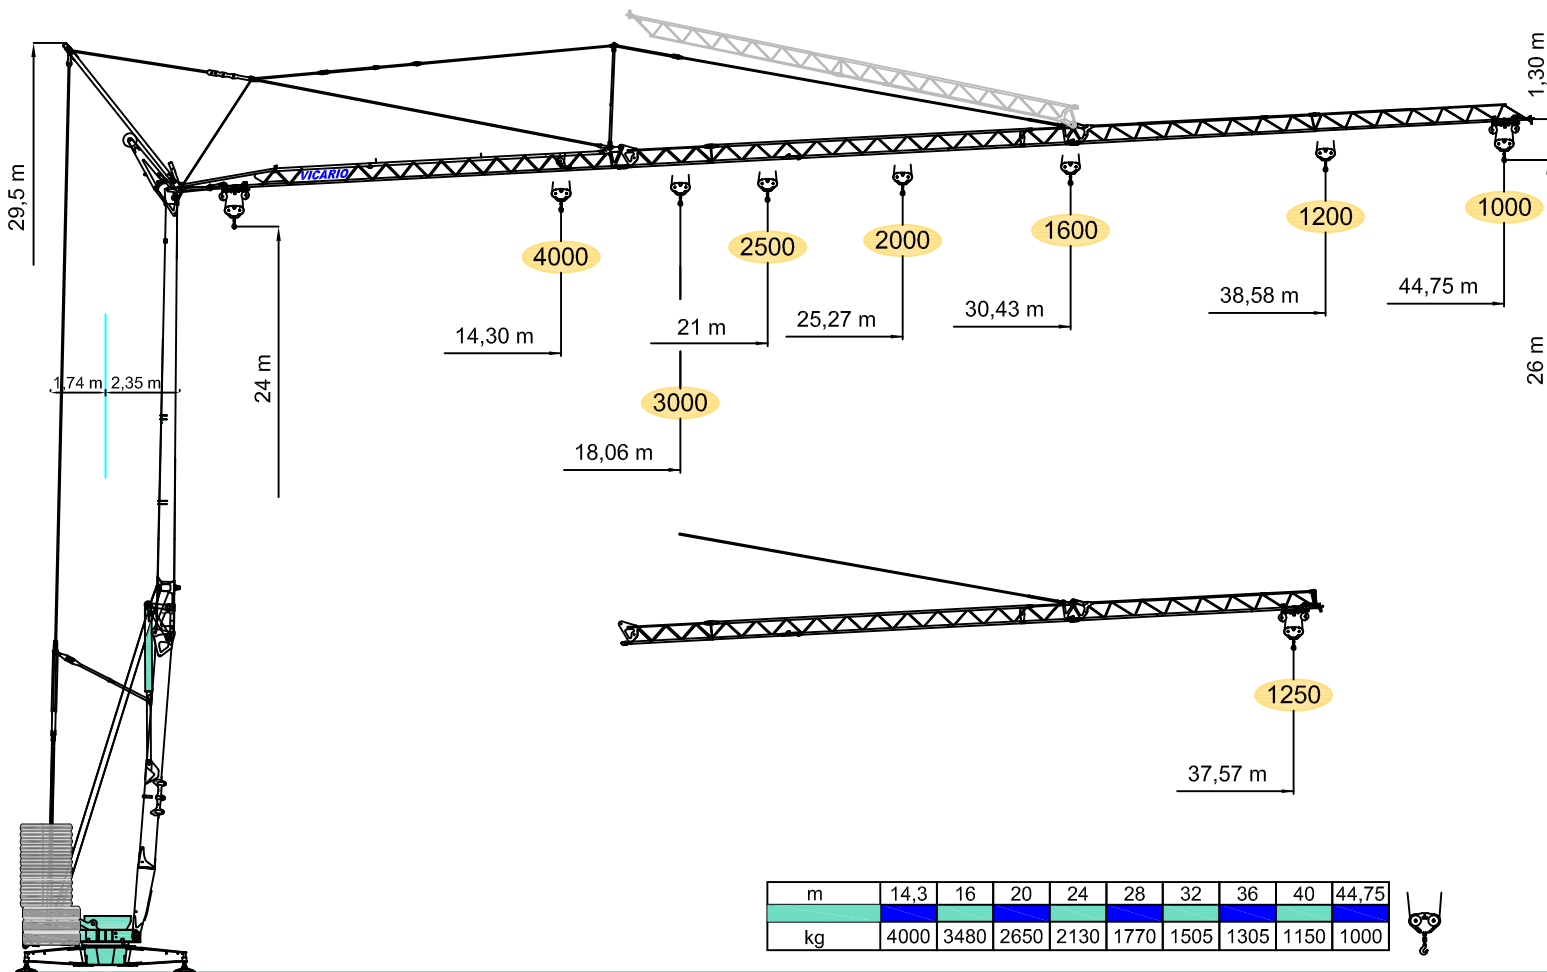 1,30 m
29,5 m
VICARIO
4000
2500
2000
1600
1200
1000
14,30 m
21 m
25,27 m
30,43 m
38,58 m
44,75 m
24 m
26 m
1,74 m 2,35 m
3000
18,06 m
1250
37,57 m
m 14,3 16 20 24 28 32 36 40 44,75
kg 4000 3480 2650 2130 1770 1505 1305 1150 1000